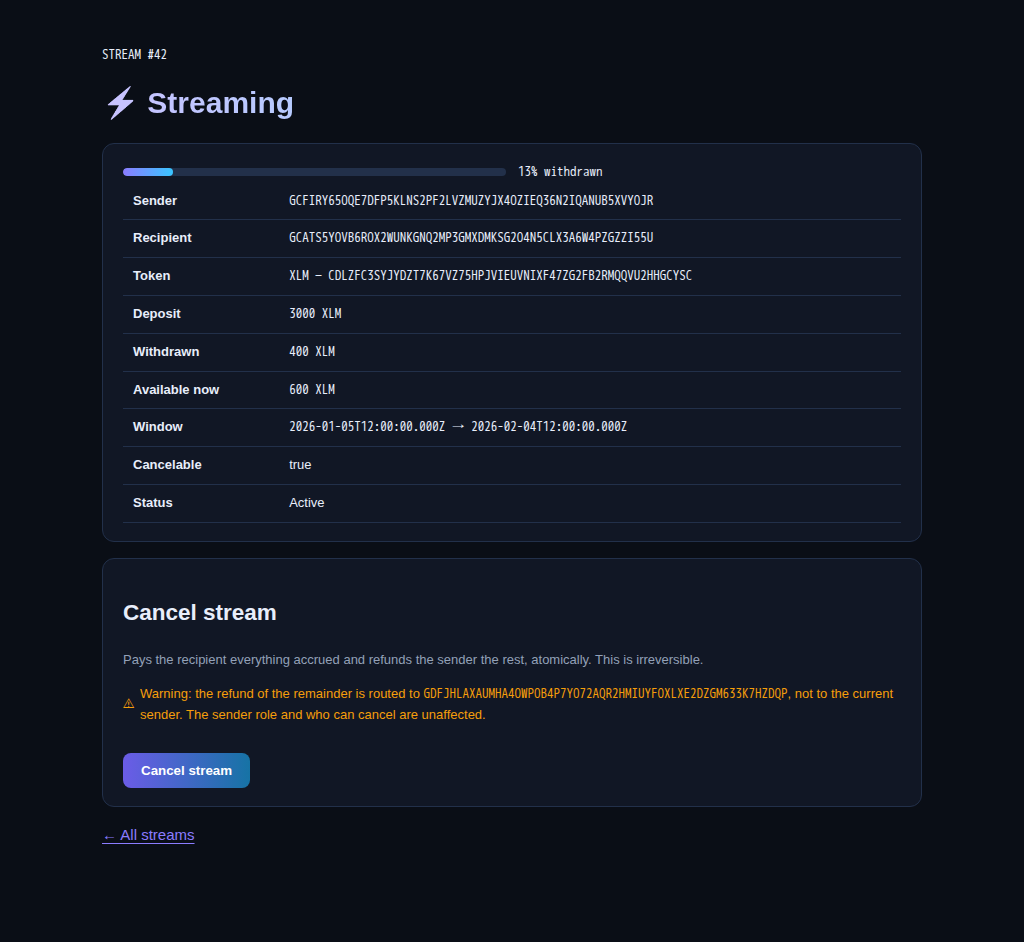 STREAM #42
⚡ Streaming
13% withdrawn
Sender GCFIRY65OQE7DFP5KLNS2PF2LVZMUZYJX4OZIEQ36N2IQANUB5XVYOJR
Recipient GCATS5YOVB6ROX2WUNKGNQ2MP3GMXDMKSG2O4N5CLX3A6W4PZGZZI55U
Token XLM — CDLZFC3SYJYDZT7K67VZ75HPJVIEUVNIXF47ZG2FB2RMQQVU2HHGCYSC
Deposit 3000 XLM
Withdrawn 400 XLM
Available now 600 XLM
Window 2026-01-05T12:00:00.000Z → 2026-02-04T12:00:00.000Z
Cancelable true
Status Active
Cancel stream
Pays the recipient everything accrued and refunds the sender the rest, atomically. This is irreversible.
⚠ Warning: the refund of the remainder is routed to GDFJHLAXAUMHA4OWPOB4P7YO72AQR2HMIUYFOXLXE2DZGM633K7HZDQP, not to the current
sender. The sender role and who can cancel are unaffected.
Cancel stream
← All streams